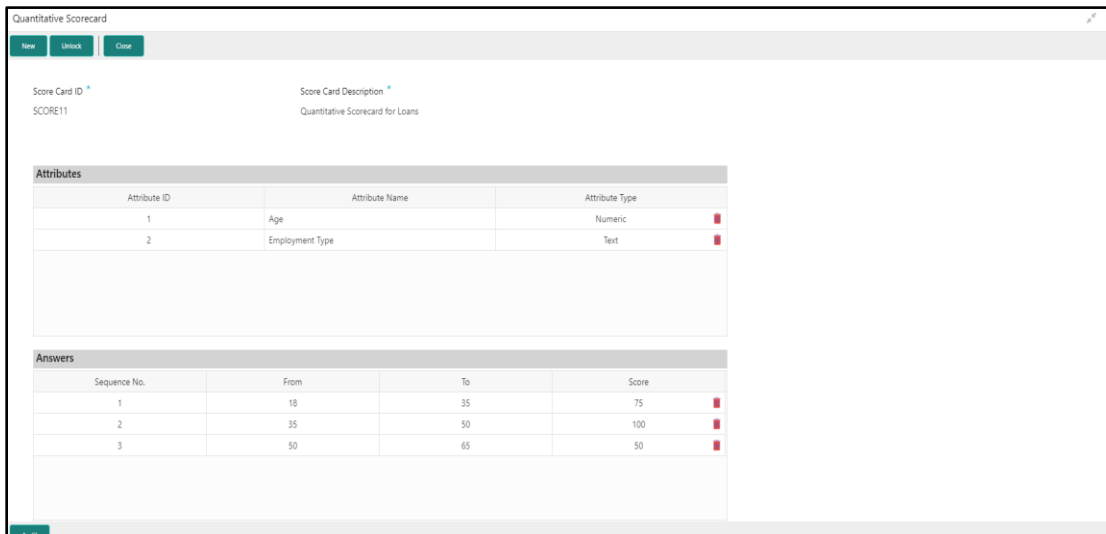 Quantitative Scorecard
New Unlock Close
Score Card ID * Score Card Description *
SCORE11 Quantitative Scorecard for Loans
Attributes
Attribute ID Attribute Name Attribute Type
1 Age Numeric
2 Employment Type Text
Answers
Sequence No. From To Score
1 18 35 75
2 35 50 100
3 50 65 50